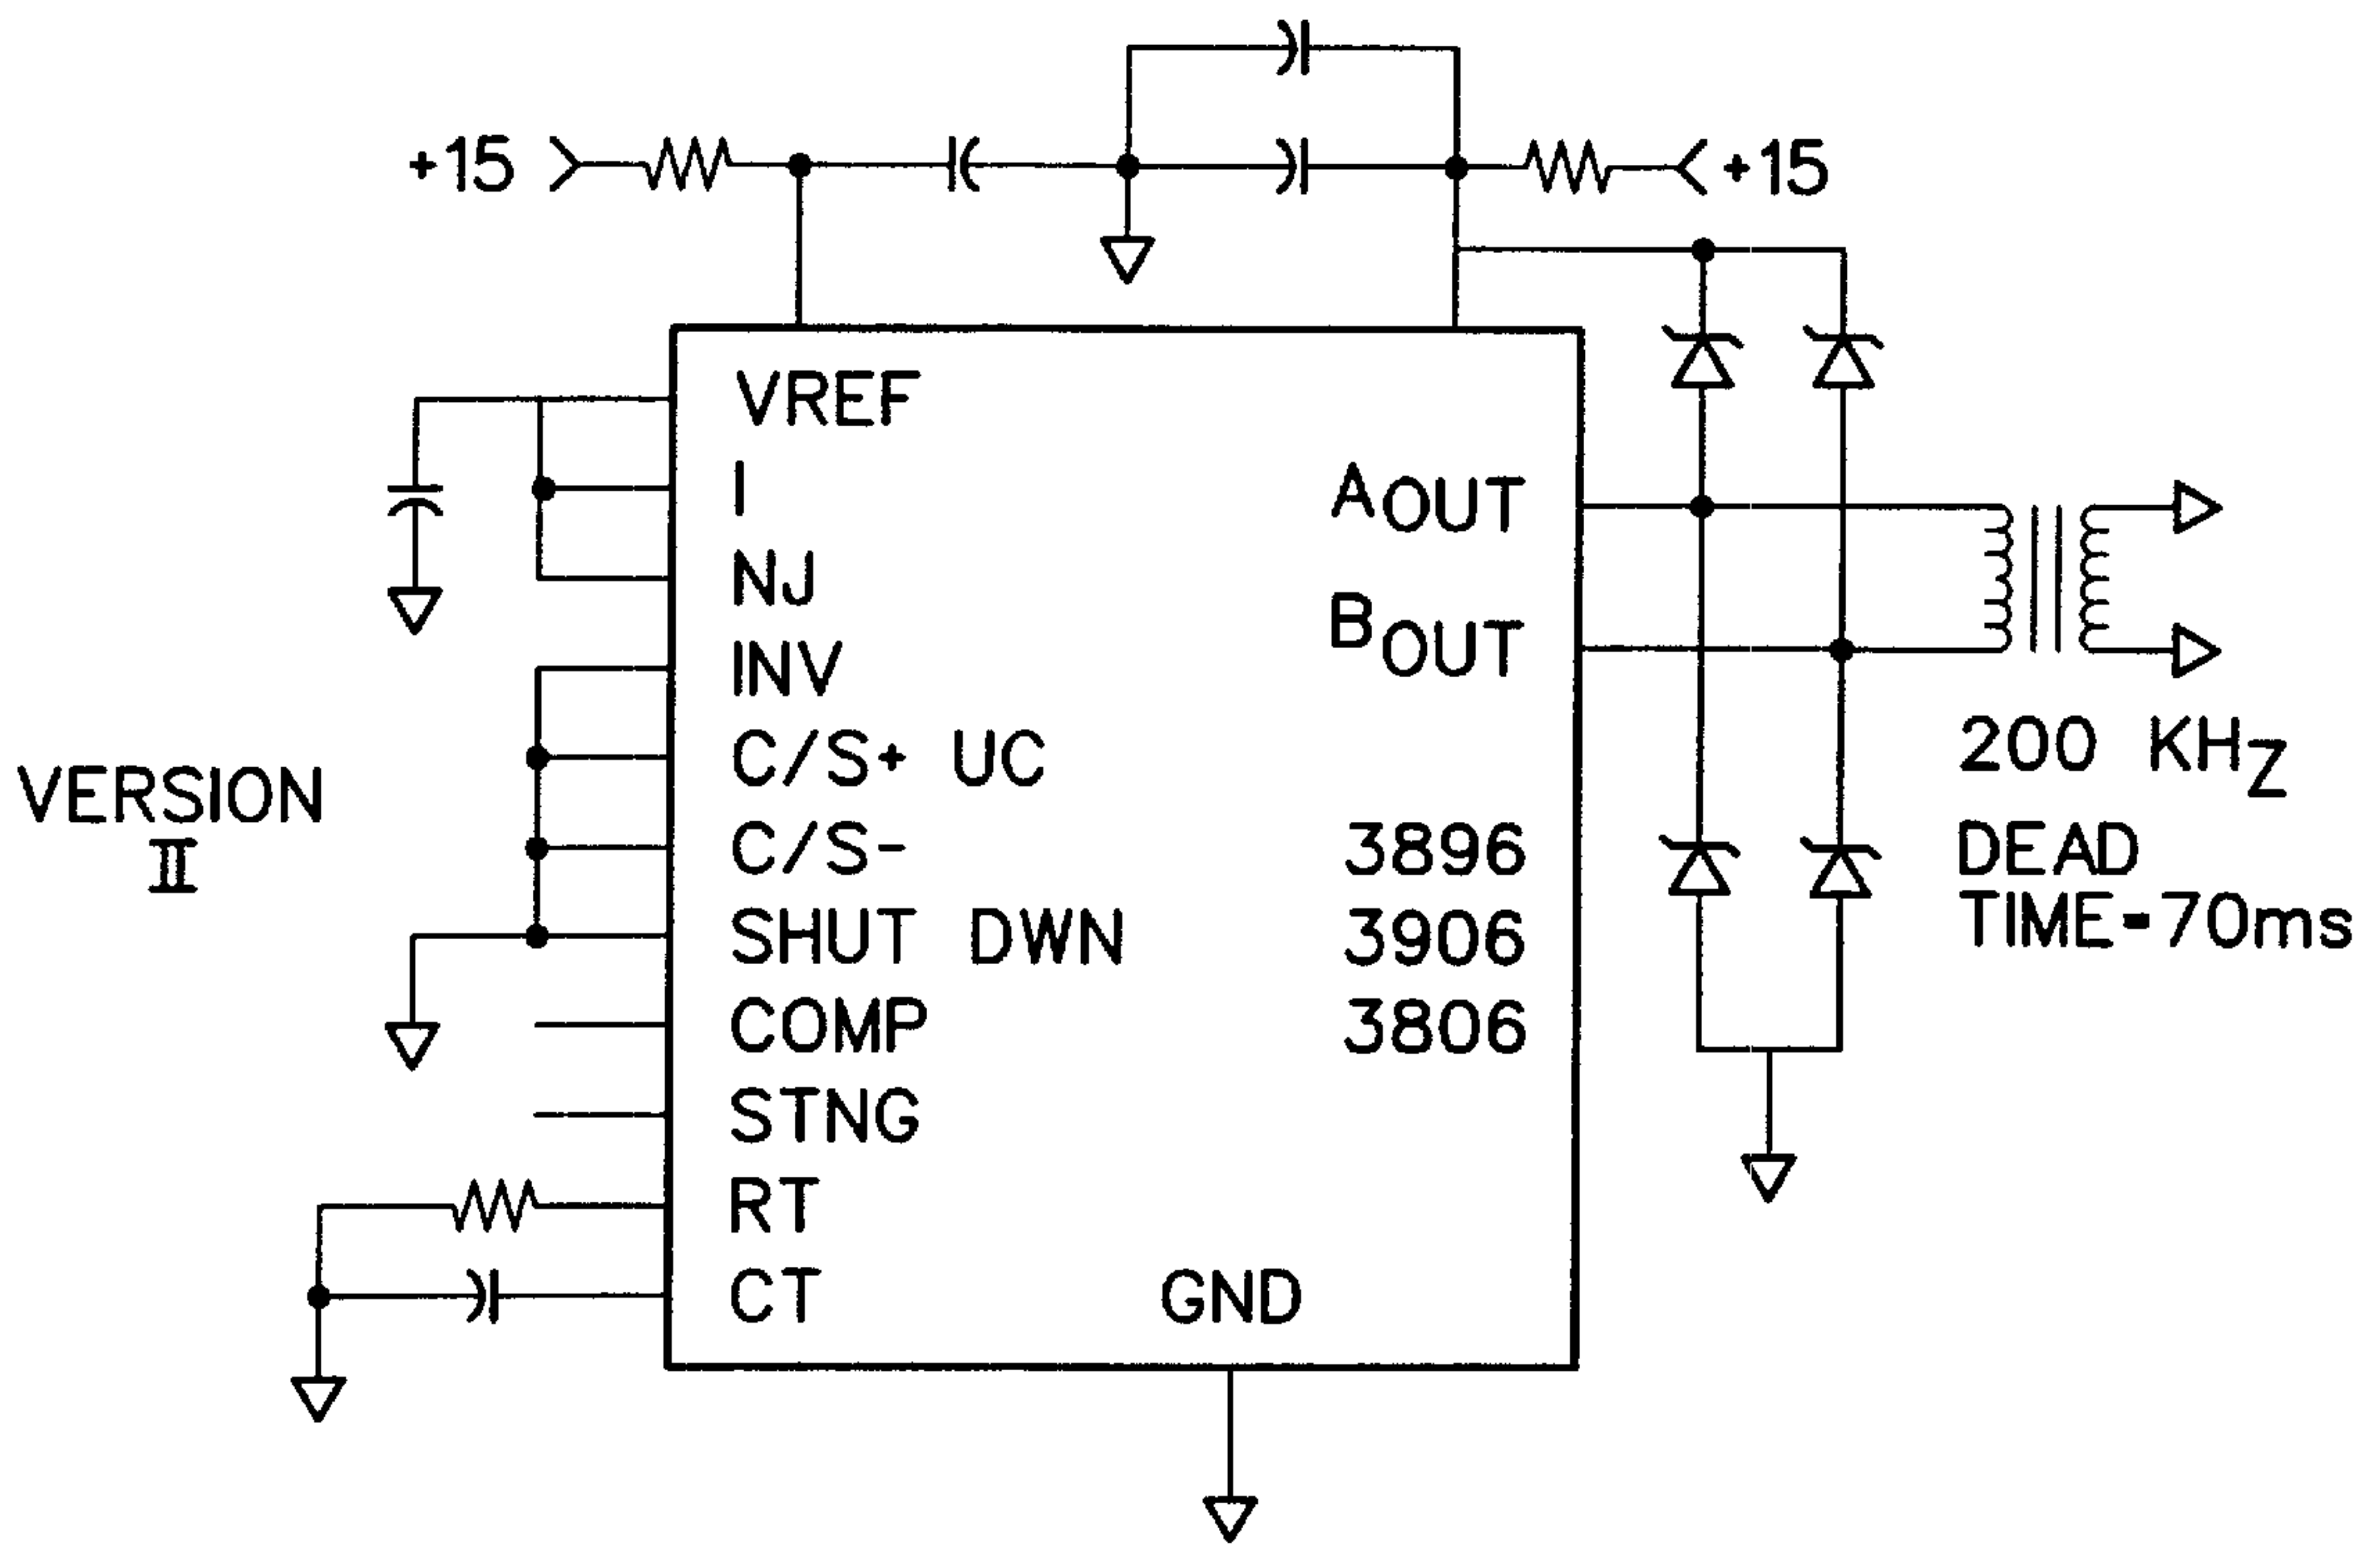 +15
+15
VREF
I
NJ
INV
C/S+ UC
C/S-
SHUT DWN
COMP
STNG
RT
CT
GND
AOUT
BOUT
3896
3906
3806
VERSION
II
200 KHZ
DEAD
TIME-70ms